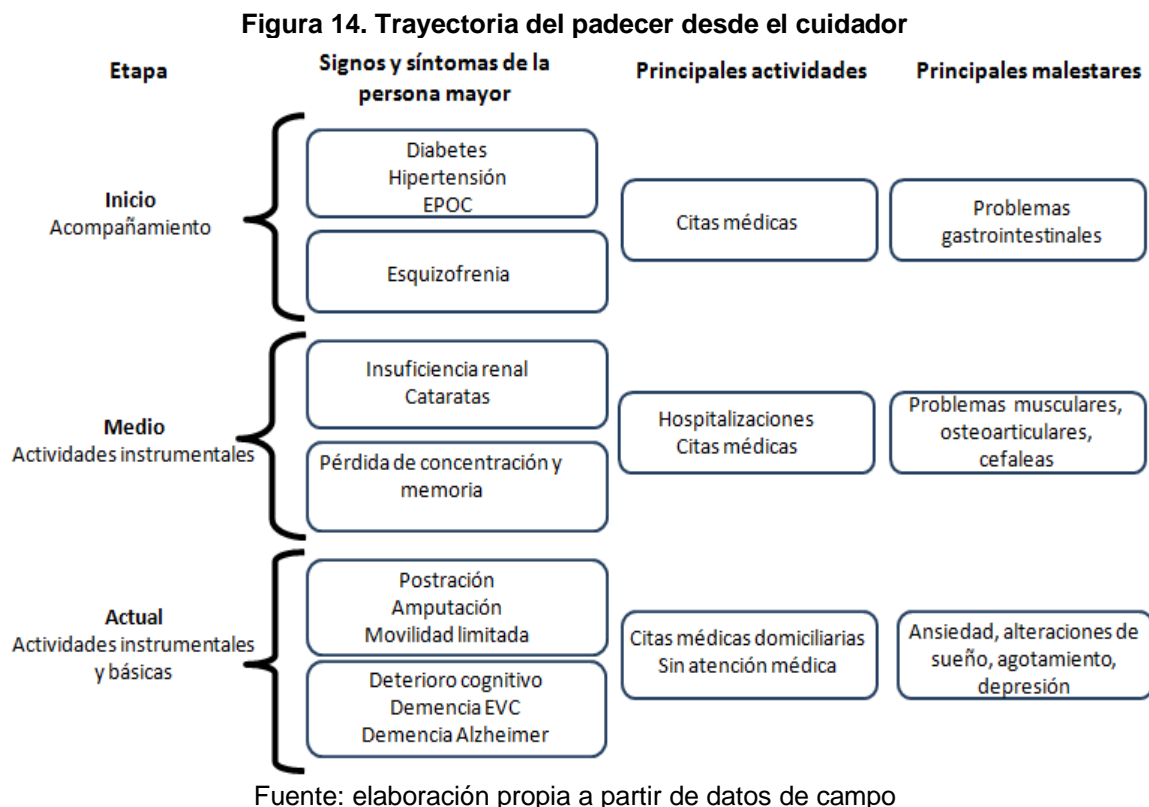 Figura 14. Trayectoria del padecer desde el cuidador
Etapa
Signos y síntomas de la
persona mayor
Principales actividades
Principales malestares
Inicio
Acompañamiento
Diabetes
Hipertensión
EPOC
Esquizofrenia
Citas médicas
Problemas
gastrointestinales
Medio
Actividades instrumentales
Insuficiencia renal
Cataratas
Pérdida de concentración y
memoria
Hospitalizaciones
Citas médicas
Problemas musculares,
osteoarticulares,
cefaleas
Actual
Actividades instrumentales
y básicas
Postración
Amputación
Movilidad limitada
Deterioro cognitivo
Demencia EVC
Demencia Alzheimer
Citas médicas domiciliarias
Sin atención médica
Ansiedad, alteraciones de
sueño, agotamiento,
depresión
Fuente: elaboración propia a partir de datos de campo